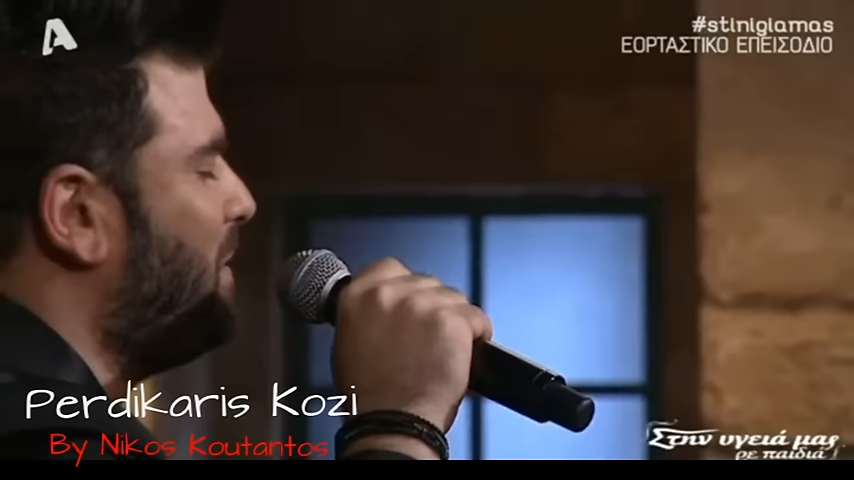 #stinigiamas
ΕΟΡΤΑΣΤΙΚΟ ΕΠΕΙΣΟΔΙΟ
Perdikaris Kozi
By Nikos Koutantos
Στην υγειά μας
ρε παιδιά!